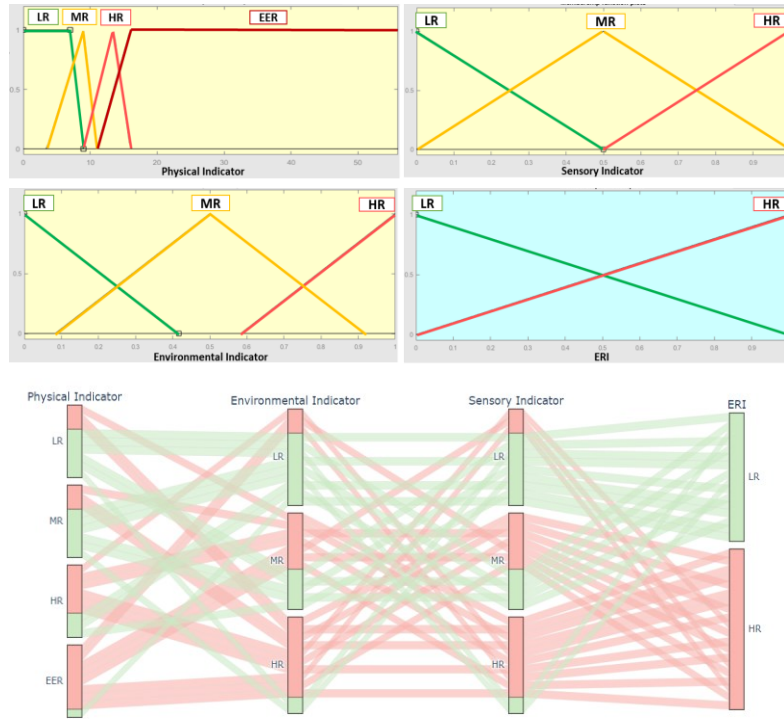 LR MR HR EER
1
0.5
0
0 10 20 30 40 50
Physical Indicator
LR MR HR
1
0.5
0
0 0.1 0.2 0.3 0.4 0.5 0.6 0.7 0.8 0.9
Sensory Indicator
LR MR HR
1
0.5
0
0 0.1 0.2 0.3 0.4 0.5 0.6 0.7 0.8 0.9 1
Environmental Indicator
LR HR
1
0.5
0
0 0.1 0.2 0.3 0.4 0.5 0.6 0.7 0.8 0.9
ERI
Physical Indicator
LR
MR
HR
EER
Environmental Indicator
LR
MR
HR
Sensory Indicator
LR
MR
HR
ERI
LR
HR